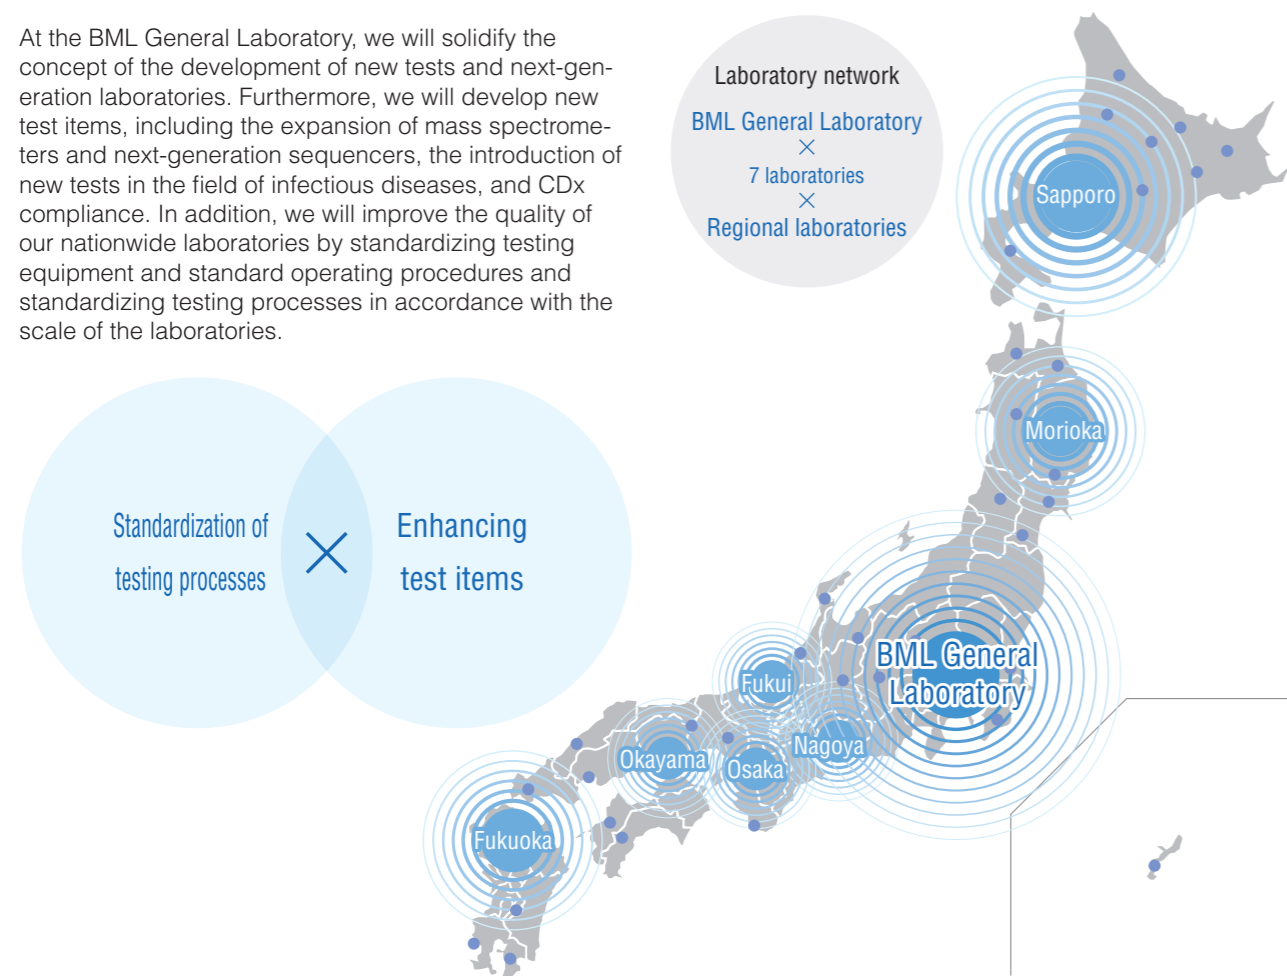 At the BML General Laboratory, we will solidify the
concept of the development of new tests and next-gen-
eration laboratories. Furthermore, we will develop new
test items, including the expansion of mass spectrome-
ters and next-generation sequencers, the introduction of
new tests in the field of infectious diseases, and CDx
compliance. In addition, we will improve the quality of
our nationwide laboratories by standardizing testing
equipment and standard operating procedures and
standardizing testing processes in accordance with the
scale of the laboratories.
Laboratory network
BML General Laboratory
×
7 laboratories
×
Regional laboratories
Standardization of
testing processes
×
Enhancing
test items
Sapporo
Morioka
BML General
Laboratory
Fukui
Nagoya
Okayama
Osaka
Fukuoka